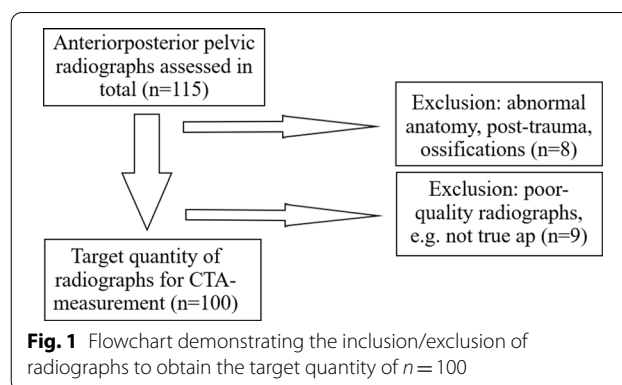 Anteriorposterior pelvic
radiographs assessed in
total (n=115)
Exclusion: abnormal
anatomy, post-trauma,
ossifications (n=8)
Exclusion: poor-
quality radiographs,
e.g. not true ap (n=9)
Target quantity of
radiographs for CTA-
measurement (n=100)
Fig. 1 Flowchart demonstrating the inclusion/exclusion of
radiographs to obtain the target quantity of n = 100